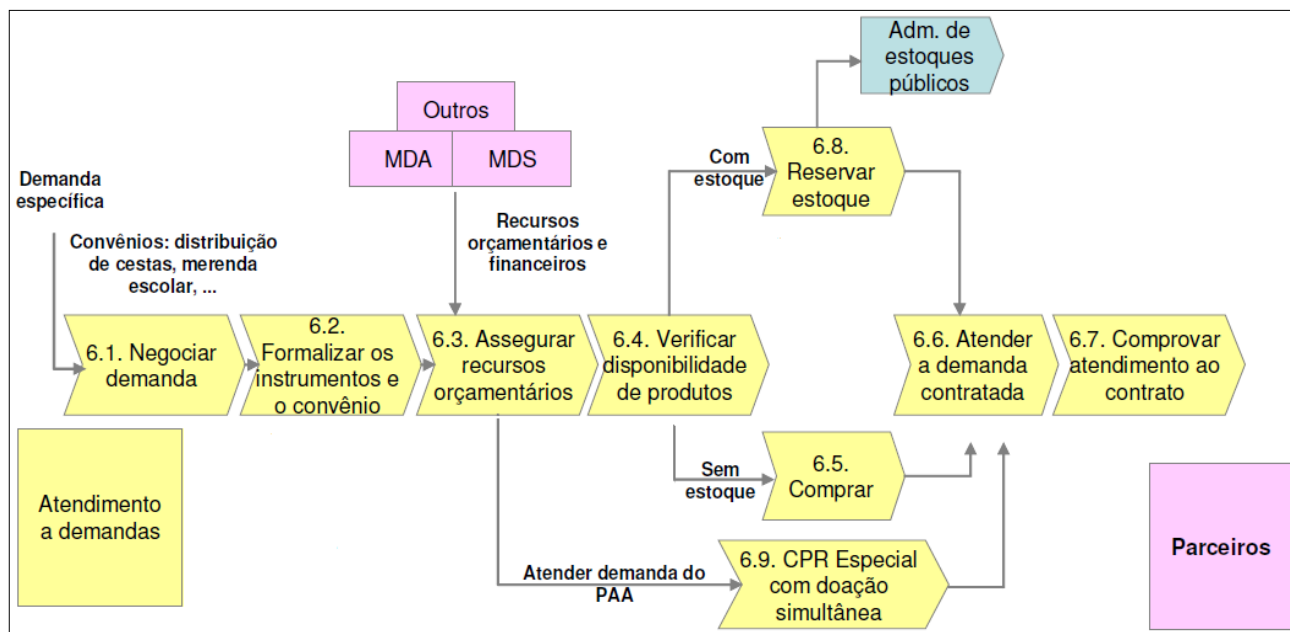 Adm. de
estoques
públicos
Outros
MDA
MDS
Demanda
específica
Convênios: distribuição
de cestas, merenda
escolar, ...
Recursos
orçamentários e
financeiros
Com
estoque
6.8.
Reservar
estoque
6.1. Negociar
demanda
6.2.
Formalizar os
instrumentos e
o convênio
6.3. Assegurar
recursos
orçamentários
6.4. Verificar
disponibilidade
de produtos
6.6. Atender
a demanda
contratada
6.7. Comprovar
atendimento ao
contrato
Sem
estoque
6.5.
Comprar
Atendimento
a demandas
Atender demanda do
PAA
6.9. CPR Especial
com doação
simultânea
Parceiros